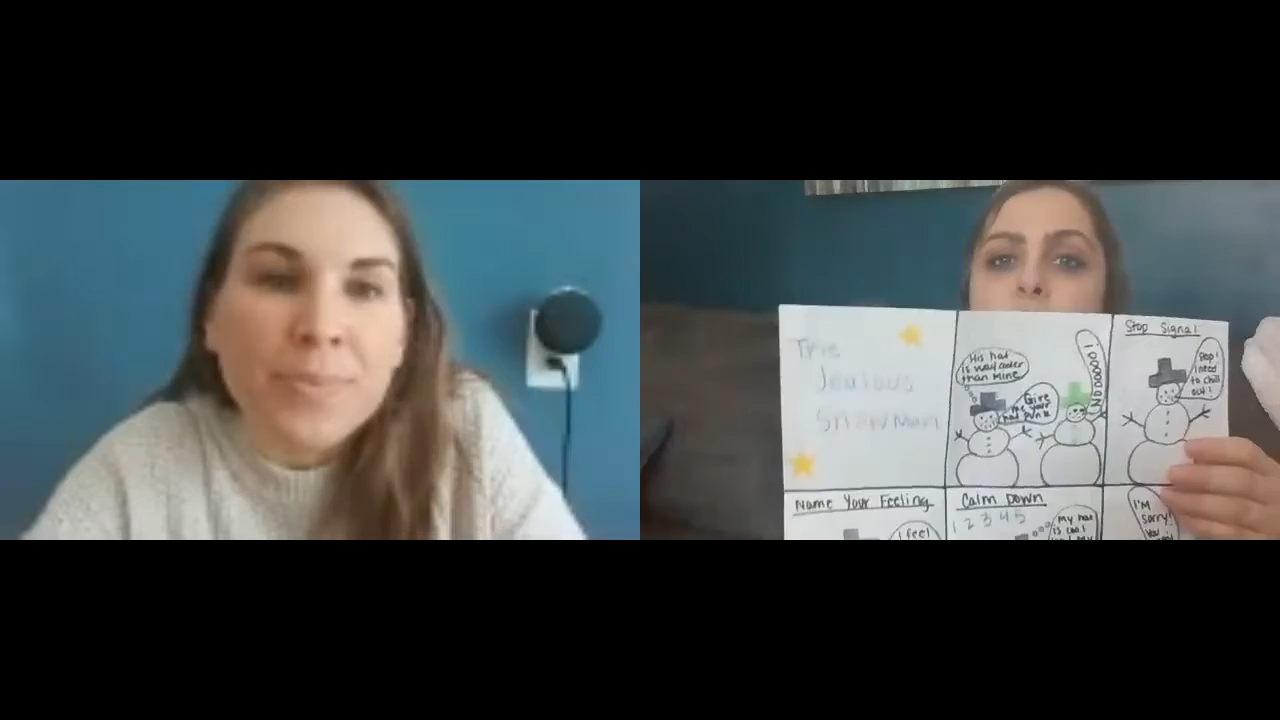 The
Jealous
Snowman
His hat
is way cooler
than mine
Give
me your
hat punk
NOOOOOOO!
Stop Signal
Stop!
I need
to chill
out!
Name Your Feeling
I feel
Calm Down
1 2 3 4 5
My hat
is cool
I'm
sorry!
You